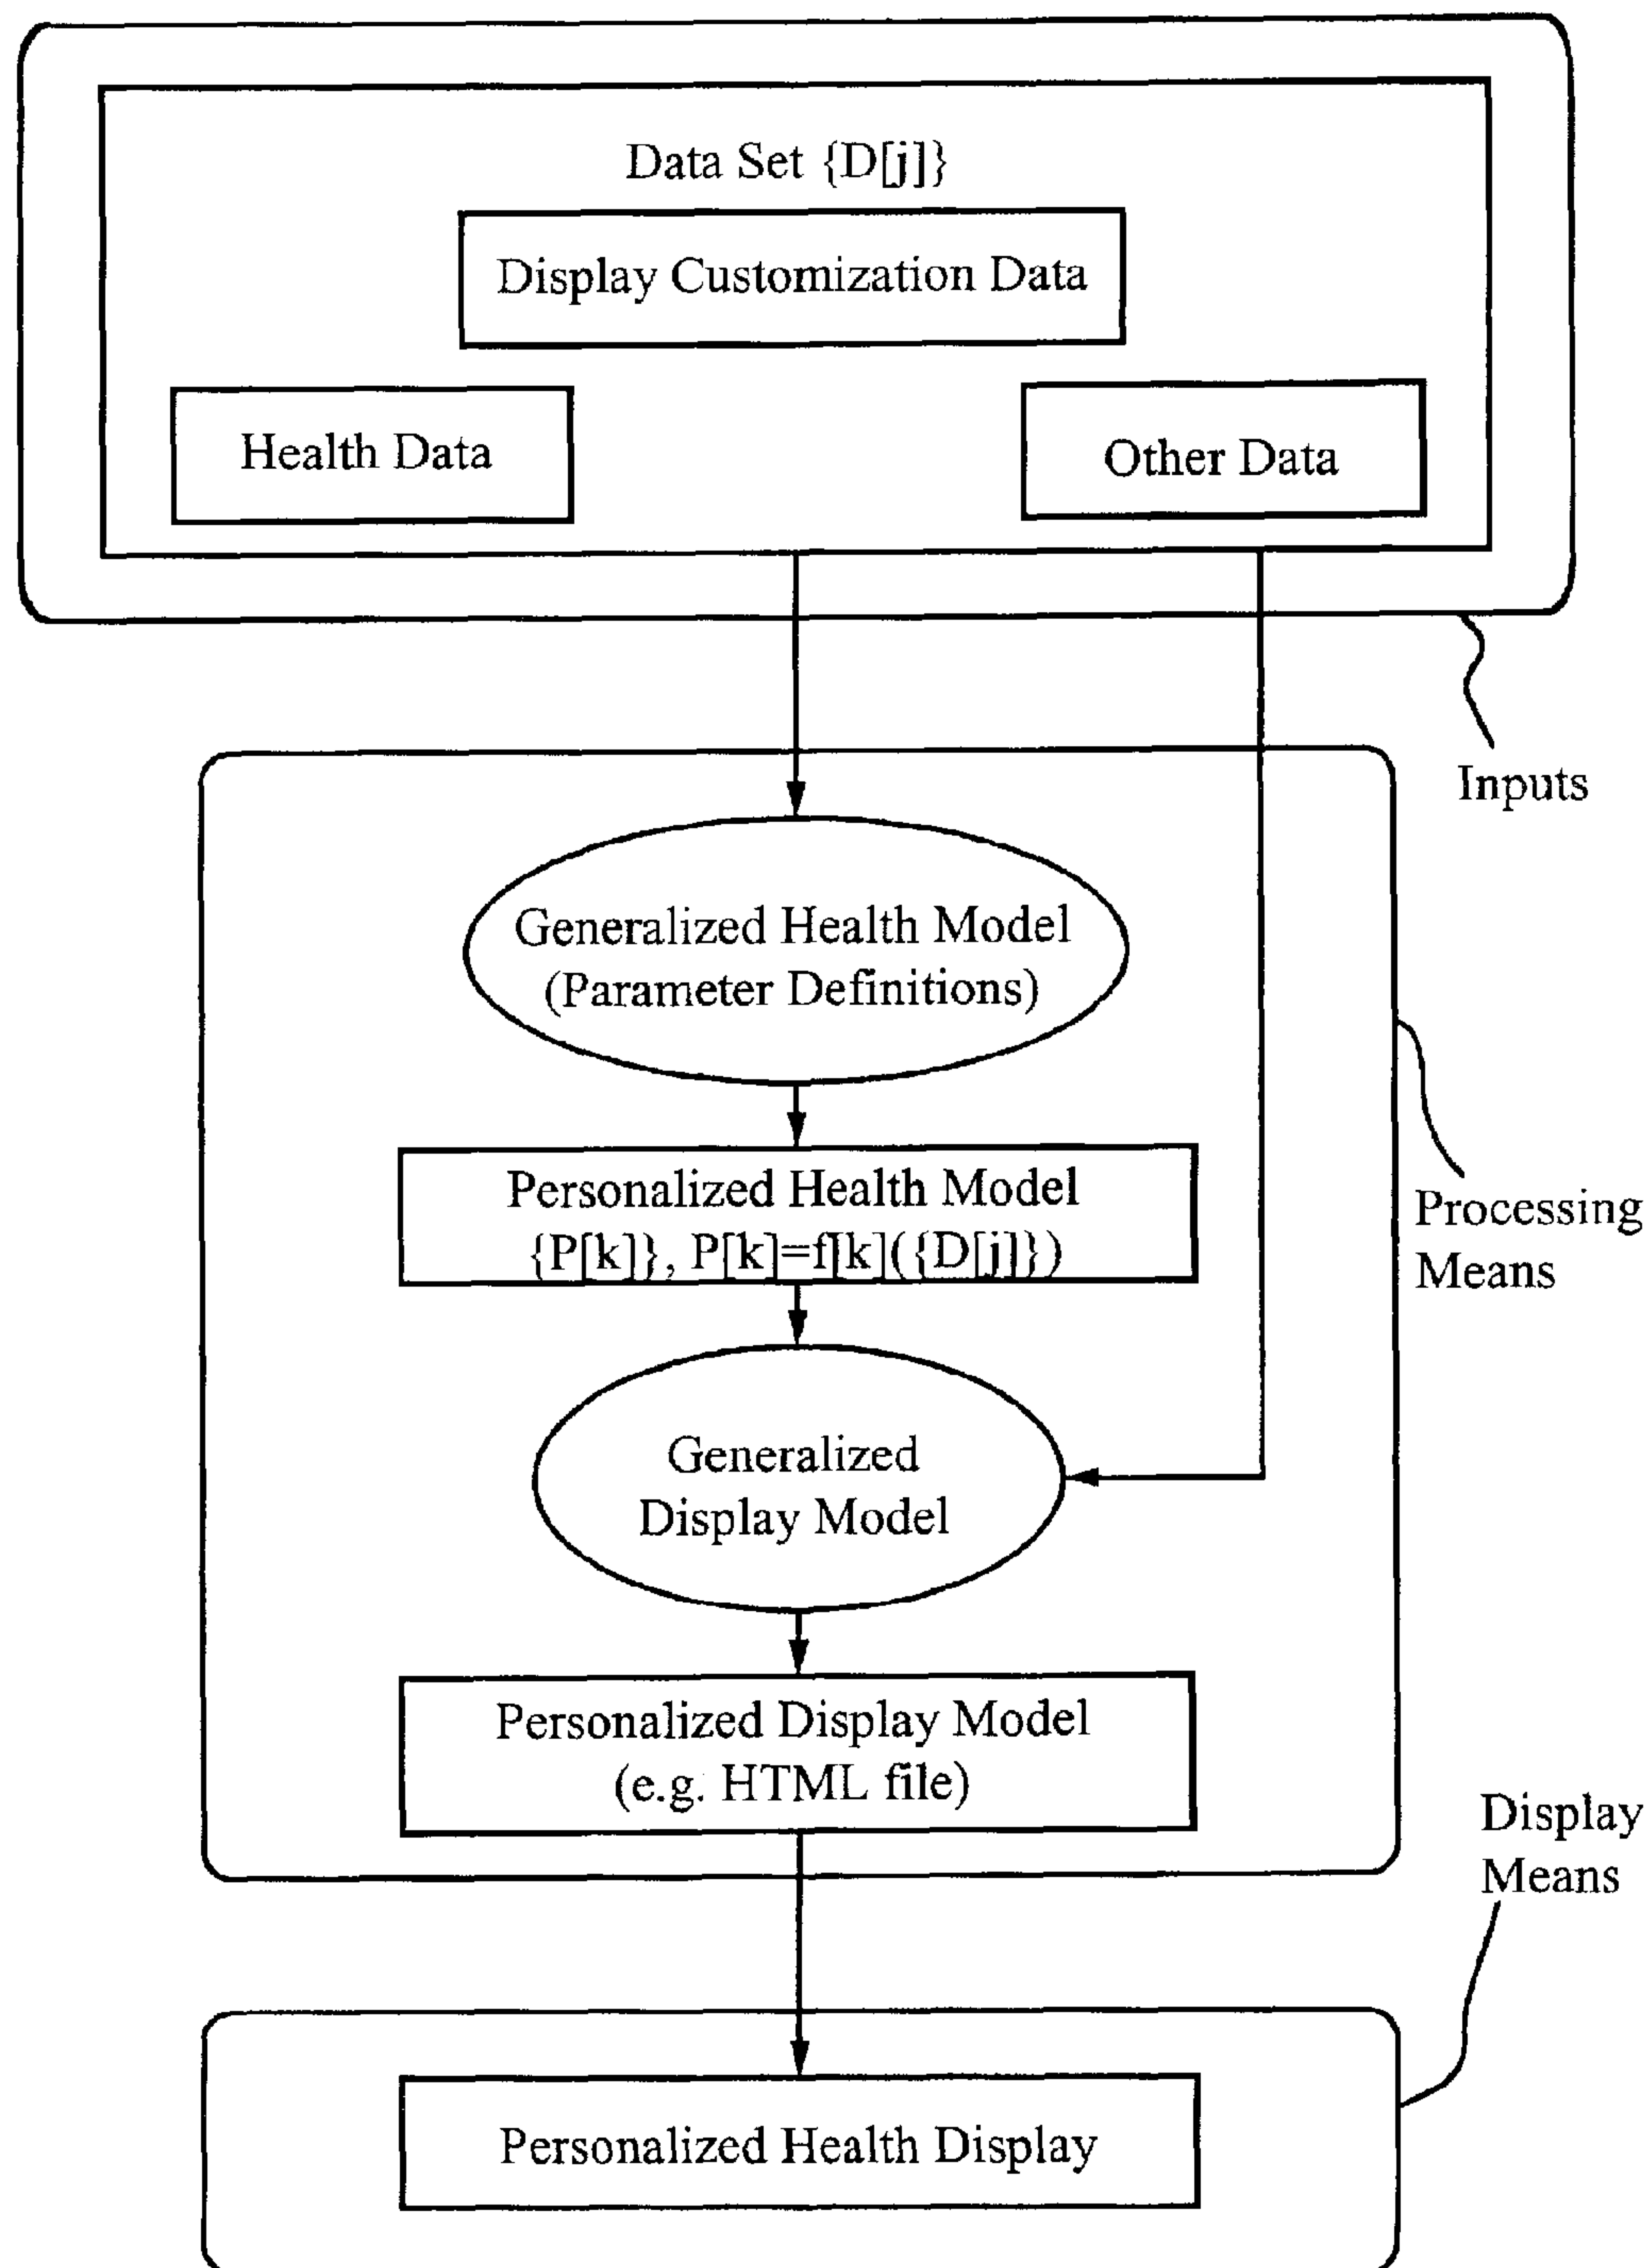 Data Set {D[j]}
Display Customization Data
Health Data
Other Data
Inputs
Generalized Health Model
(Parameter Definitions)
Personalized Health Model
{P[k]}, P[k]=f[k]({D[j]})
Processing
Means
Generalized
Display Model
Personalized Display Model
(e.g. HTML file)
Display
Means
Personalized Health Display